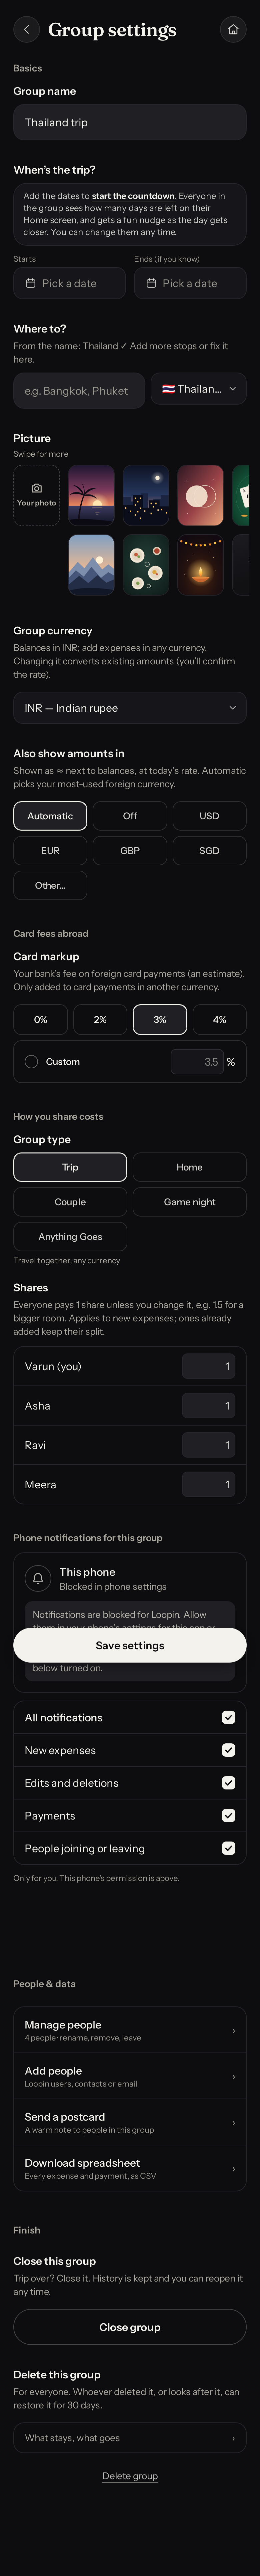 Group settings
Basics
Group name
Thailand trip
When's the trip?
Add the dates to start the countdown. Everyone in
the group sees how many days are left on their
Home screen, and gets a fun nudge as the day gets
closer. You can change them any time.
Starts
Ends (if you know)
Pick a date
Pick a date
Where to?
From the name: Thailand ✓ Add more stops or fix it
here.
e.g. Bangkok, Phuket
🇹🇭 Thailan...
Picture
Swipe for more
Your photo
Group currency
Balances in INR; add expenses in any currency.
Changing it converts existing amounts (you'll confirm
the rate).
INR — Indian rupee
Also show amounts in
Shown as ≈ next to balances, at today's rate. Automatic
picks your most-used foreign currency.
Automatic
Off
USD
EUR
GBP
SGD
Other...
Card fees abroad
Card markup
Your bank's fee on foreign card payments (an estimate).
Only added to card payments in another currency.
0%
2%
3%
4%
Custom
3.5 %
How you share costs
Group type
Trip
Home
Couple
Game night
Anything Goes
Travel together, any currency
Shares
Everyone pays 1 share unless you change it, e.g. 1.5 for a
bigger room. Applies to new expenses; ones already
added keep their split.
Varun (you) 1
Asha 1
Ravi 1
Meera 1
Phone notifications for this group
This phone
Blocked in phone settings
Notifications are blocked for Loopin. Allow
Save settings
below turned on.
All notifications
New expenses
Edits and deletions
Payments
People joining or leaving
Only for you. This phone's permission is above.
People & data
Manage people
4 people · rename, remove, leave
Add people
Loopin users, contacts or email
Send a postcard
A warm note to people in this group
Download spreadsheet
Every expense and payment, as CSV
Finish
Close this group
Trip over? Close it. History is kept and you can reopen it
any time.
Close group
Delete this group
For everyone. Whoever deleted it, or looks after it, can
restore it for 30 days.
What stays, what goes
Delete group